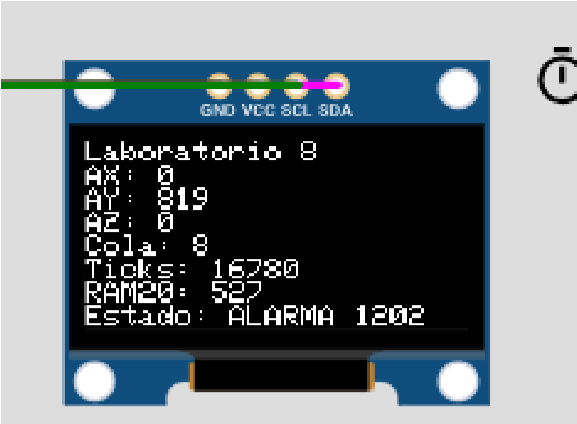 GND VCC SCL SDA
Laboratorio 8
AX: 0
AY: 819
AZ: 0
Cola: 8
Ticks: 16780
RAM20: 527
Estado: ALARMA 1202